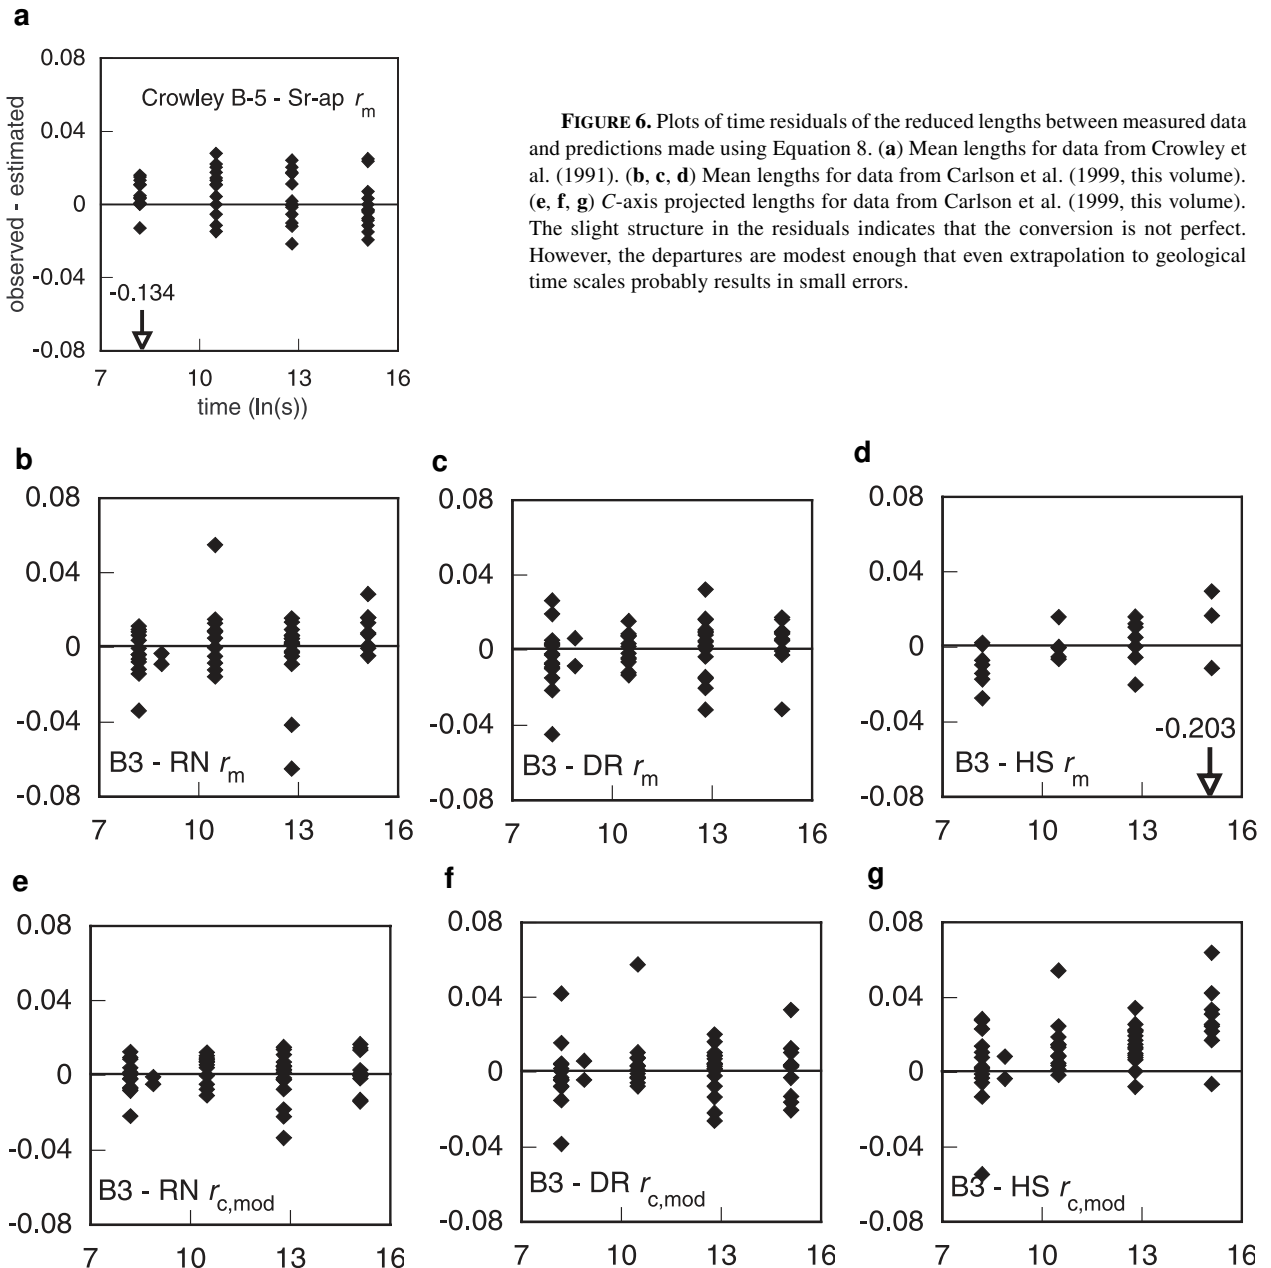 a
0.08
0.04
0
-0.04
-0.08
observed - estimated
Crowley B-5 - Sr-ap rm
-0.134
7 10 13 16
time (ln(s))
FIGURE 6. Plots of time residuals of the reduced lengths between measured data
and predictions made using Equation 8. (a) Mean lengths for data from Crowley et
al. (1991). (b, c, d) Mean lengths for data from Carlson et al. (1999, this volume).
(e, f, g) C-axis projected lengths for data from Carlson et al. (1999, this volume).
The slight structure in the residuals indicates that the conversion is not perfect.
However, the departures are modest enough that even extrapolation to geological
time scales probably results in small errors.
b
0.08
0.04
0
-0.04
-0.08
B3 - RN rm
7 10 13 16
c
0.08
0.04
0
-0.04
-0.08
B3 - DR rm
7 10 13 16
d
0.08
0.04
0
-0.04
-0.08
-0.203
B3 - HS rm
7 10 13 16
e
0.08
0.04
0
-0.04
-0.08
B3 - RN rc,mod
7 10 13 16
f
0.08
0.04
0
-0.04
-0.08
B3 - DR rc,mod
7 10 13 16
g
0.08
0.04
0
-0.04
-0.08
B3 - HS rc,mod
7 10 13 16